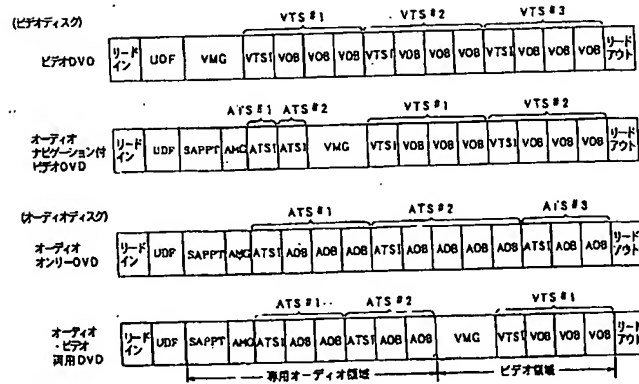 (ビデオディスク)
VTS#1 VTS#2 VTS#3
ビデオDVD
リードイン UDF VMG VTSI VOB VOB VOB VTSI VOB VOB VOB VTSI VOB VOB VOB リードアウト
ATS#1 ATS#2 VTS#1 VTS#2
オーディオナビゲーション付ビデオDVD
リードイン UDF SAPPT AMG ATSI ATSI VMG VTSI VOB VOB VOB VTSI VOB VOB VOB リードアウト
(オーディオディスク)
ATS#1 ATS#2 ATS#3
オーディオオンリーDVD
リードイン UDF SAPPT AMG ATSI AOB AOB AOB ATSI AOB AOB AOB AOB ATSI AOB AOB リードアウト
ATS#1 ATS#2 VTS#1
オーディオ・ビデオ両用DVD
リードイン UDF SAPPT AMG ATSI AOB AOB ATSI AOB AOB VMG VTSI VOB VOB VOB リードアウト
専用オーディオ領域 ビデオ領域